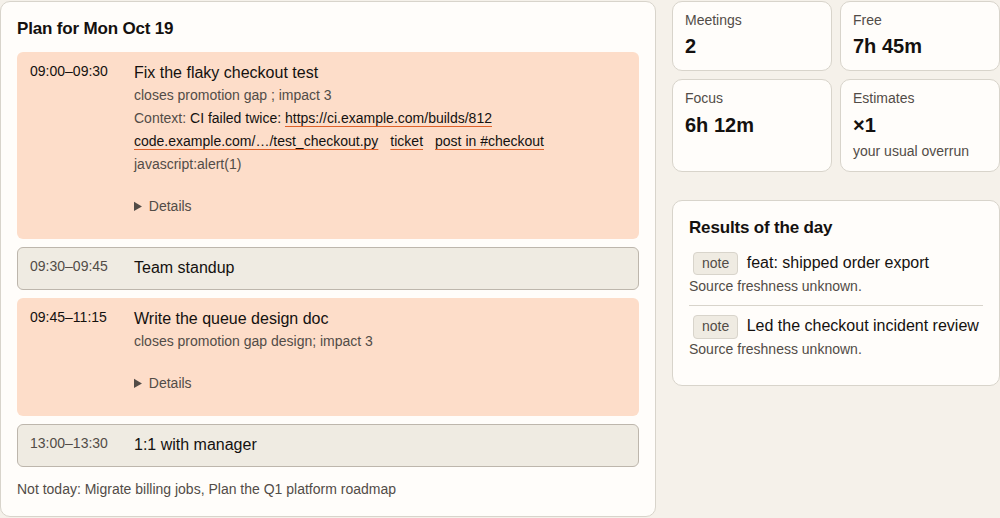 Plan for Mon Oct 19
09:00–09:30 Fix the flaky checkout test
closes promotion gap ; impact 3
Context: CI failed twice: https://ci.example.com/builds/812
code.example.com/…/test_checkout.py ticket post in #checkout
javascript:alert(1)
Details
09:30–09:45 Team standup
09:45–11:15 Write the queue design doc
closes promotion gap design; impact 3
Details
13:00–13:30 1:1 with manager
Not today: Migrate billing jobs, Plan the Q1 platform roadmap
Meetings
2
Free
7h 45m
Focus
6h 12m
Estimates
×1
your usual overrun
Results of the day
note feat: shipped order export
Source freshness unknown.
note Led the checkout incident review
Source freshness unknown.